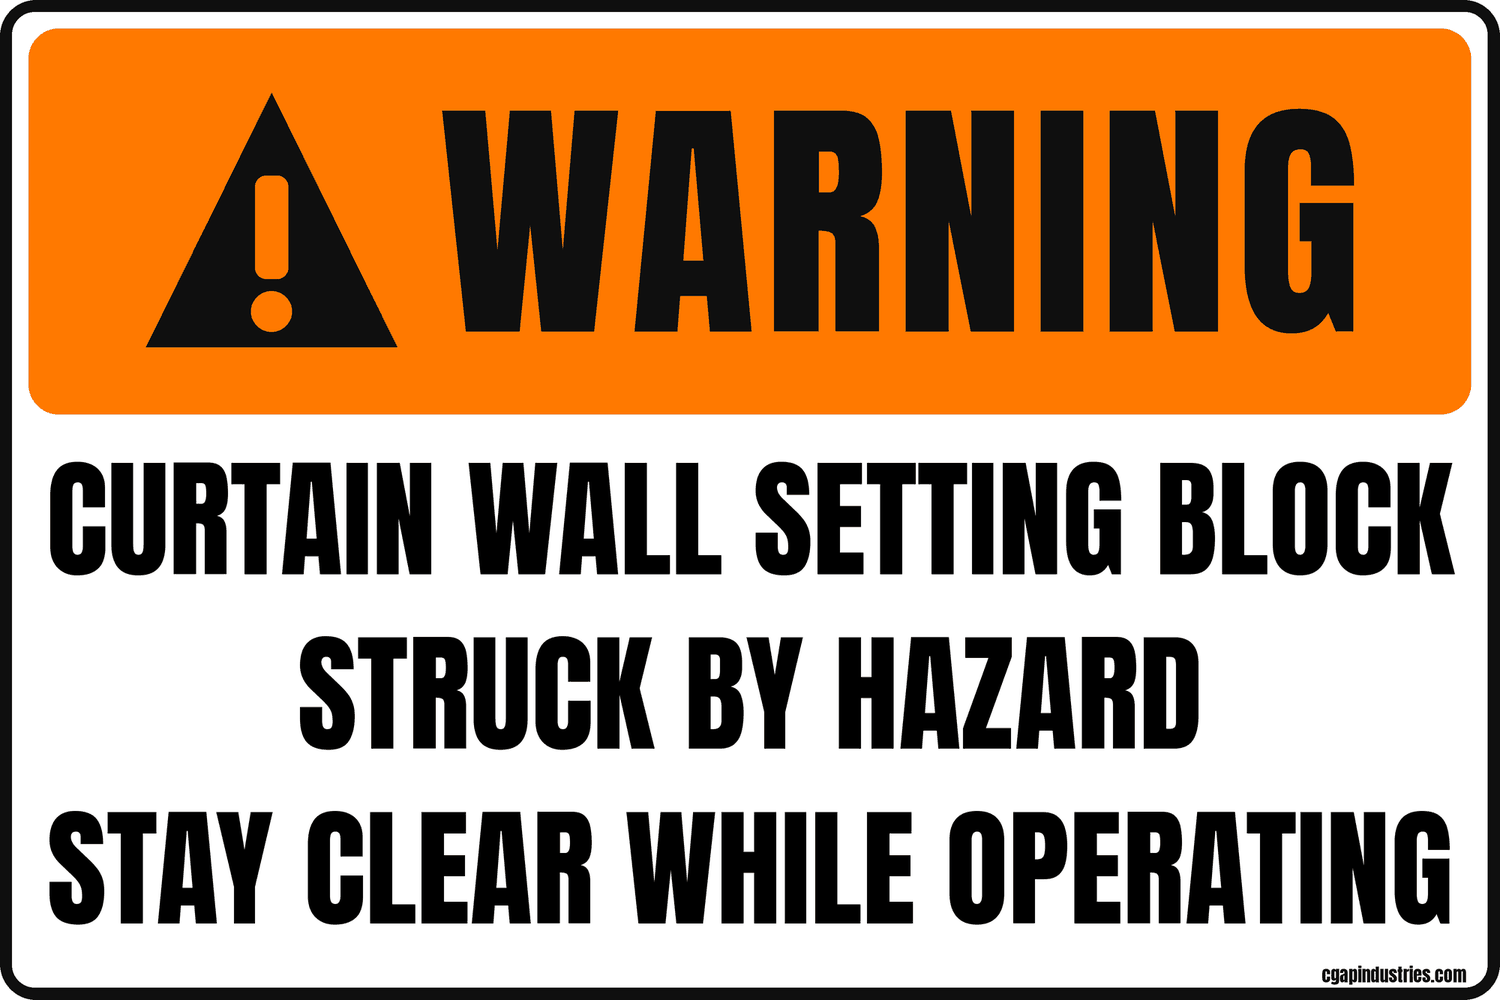 WARNING
CURTAIN WALL SETTING BLOCK
STRUCK BY HAZARD
STAY CLEAR WHILE OPERATING
cgapindustries.com